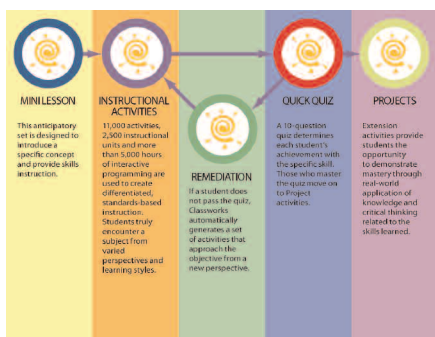 MINI LESSON
This anticipatory
set is designed to
introduce a
specific concept
and provide skills
instruction.
INSTRUCTIONAL
ACTIVITIES
11,000 activities,
2,500 instructional
units and more
than 5,000 hours
of interactive
programming are
used to create
differentiated,
standards-based
instruction.
Students truly
encounter a
subject from
varied
perspectives and
learning styles.
REMEDIATION
If a student does
not pass the quiz,
Classworks
automatically
generates a set
of activities that
approach the
objective from a
new perspective.
QUICK QUIZ
A 10-question
quiz determines
each student's
achievement with
the specific skill.
Those who master
the quiz move on
to Project
activities.
PROJECTS
Extension
activities provide
students the
opportunity
to demonstrate
mastery through
real-world
application of
knowledge and
critical thinking
related to the
skills learned.